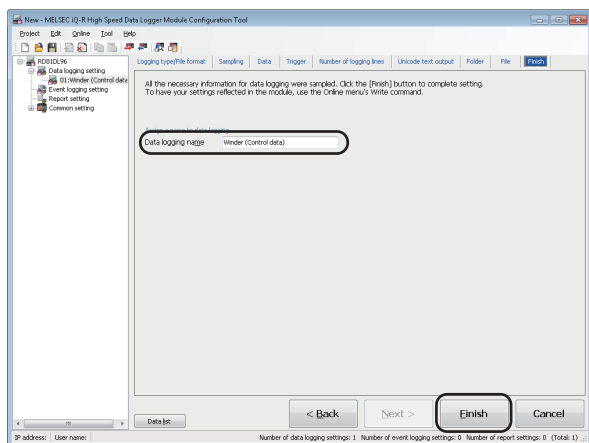 New - MELSEC iQ-R High Speed Data Logger Module Configuration Tool
Project Edit Online Tool Help
RD81DL96
Data logging setting
01:Winder (Control data
Event logging setting
Report setting
Common setting
Logging type/File format Sampling Data Trigger Number of logging lines Unicode text output Folder File Finish
All the necessary information for data logging were sampled. Click the [Finish] button to complete setting.
To have your settings reflected in the module, use the Online menu's Write command.
Assign a name to data logging
Data logging name Winder (Control data)
Data list
< Back Next > Finish Cancel
IP address: User name: Number of data logging settings: 1 Number of event logging settings: 0 Number of report settings: 0 (Total: 1)